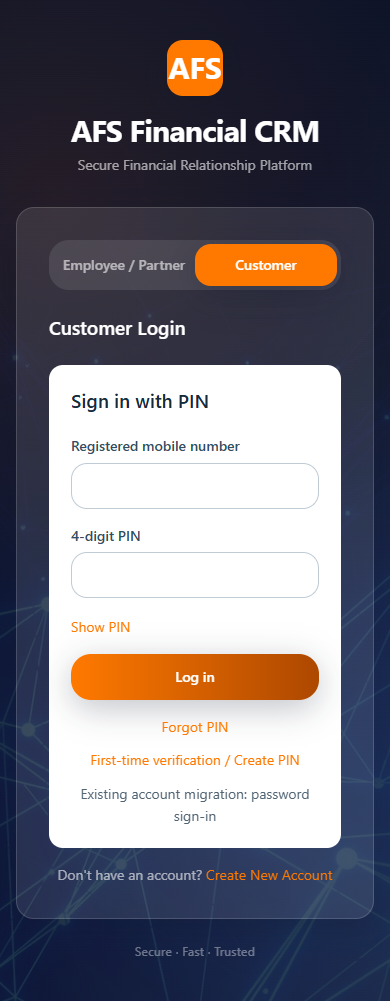 AFS
AFS Financial CRM
Secure Financial Relationship Platform
Employee / Partner
Customer
Customer Login
Sign in with PIN
Registered mobile number
4-digit PIN
Show PIN
Log in
Forgot PIN
First-time verification / Create PIN
Existing account migration: password
sign-in
Don't have an account? Create New Account
Secure · Fast · Trusted